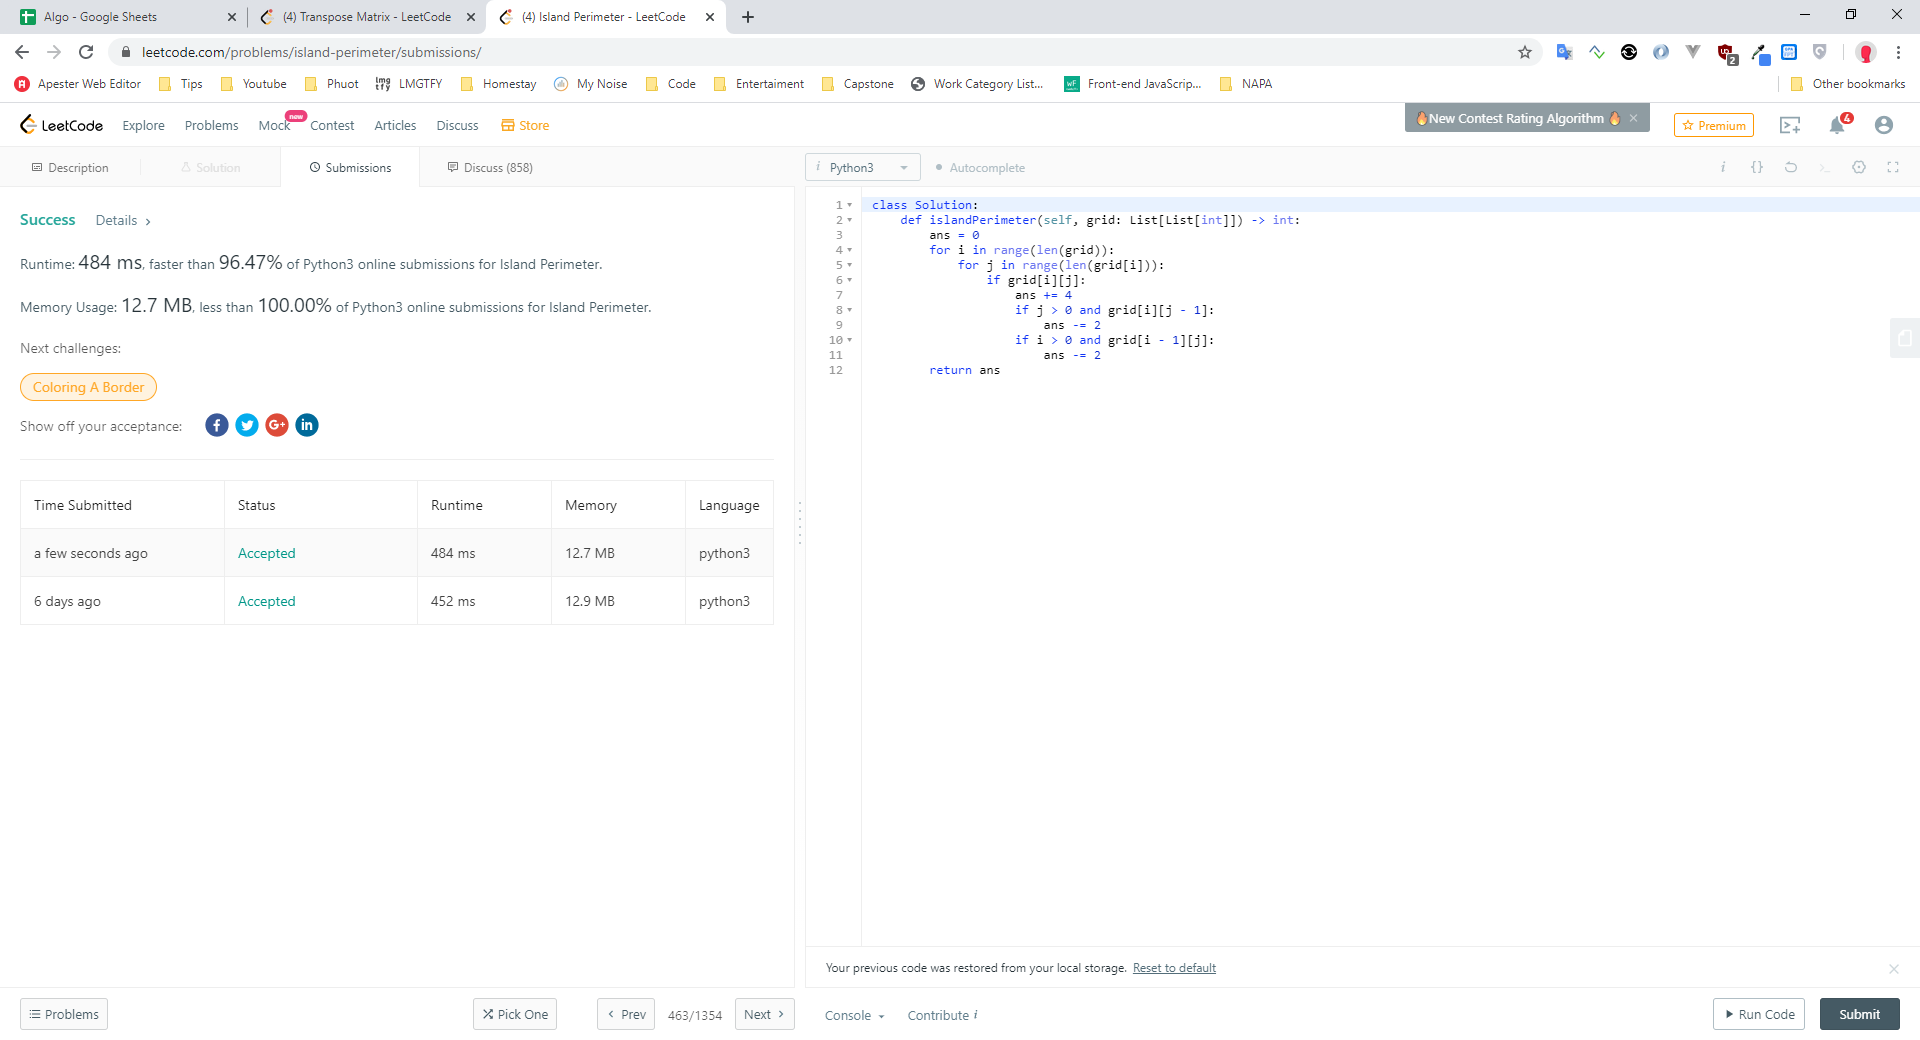 Algo - Google Sheets
(4) Transpose Matrix - LeetCode
(4) Island Perimeter - LeetCode
leetcode.com/problems/island-perimeter/submissions/
2
Apester Web Editor Tips Youtube Phuot LMGTFY Homestay My Noise Code Entertaiment Capstone Work Category List... Front-end JavaScrip... NAPA Other bookmarks
LeetCode Explore Problems Mock new Contest Articles Discuss Store
New Contest Rating Algorithm
Premium
4
Description
Solution
Submissions
Discuss (858)
i Python3
Autocomplete
i {}
Success Details
Runtime: 484 ms, faster than 96.47% of Python3 online submissions for Island Perimeter.
Memory Usage: 12.7 MB, less than 100.00% of Python3 online submissions for Island Perimeter.
Next challenges:
Coloring A Border
Show off your acceptance:
f G+ in
Time Submitted Status Runtime Memory Language
a few seconds ago Accepted 484 ms 12.7 MB python3
6 days ago Accepted 452 ms 12.9 MB python3
1 class Solution:
2 def islandPerimeter(self, grid: List[List[int]]) -> int:
3 ans = 0
4 for i in range(len(grid)):
5 for j in range(len(grid[i])):
6 if grid[i][j]:
7 ans += 4
8 if j > 0 and grid[i][j - 1]:
9 ans -= 2
10 if i > 0 and grid[i - 1][j]:
11 ans -= 2
12 return ans
Your previous code was restored from your local storage. Reset to default
Problems
Pick One
Prev
463/1354
Next
Console
Contribute i
Run Code
Submit